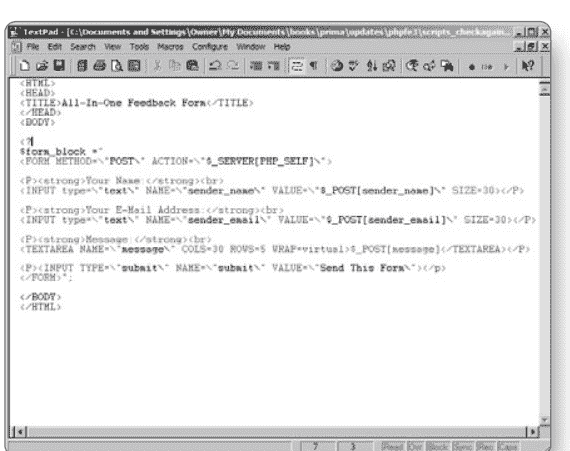 TextPad - [C:\Documents and Settings\Owner\My Documents\books\prima\updates\phpfe3\scripts_checkagain...
File Edit Search View Tools Macros Configure Window Help
<HTML>
<HEAD>
<TITLE>All-In-One Feedback Form</TITLE>
</HEAD>
<BODY>
<?
$form_block ="
<FORM METHOD=\"POST\" ACTION=\"$_SERVER[PHP_SELF]\">
<P><strong>Your Name:</strong><br>
<INPUT type=\"text\" NAME=\"sender_name\" VALUE=\"$_POST[sender_name]\" SIZE=30></P>
<P><strong>Your E-Mail Address:</strong><br>
<INPUT type=\"text\" NAME=\"sender_email\" VALUE=\"$_POST[sender_email]\" SIZE=30></P>
<P><strong>Message:</strong><br>
<TEXTAREA NAME=\"message\" COLS=30 ROWS=5 WRAP=virtual>$_POST[message]</TEXTAREA></P>
<P><INPUT TYPE=\"submit\" NAME=\"submit\" VALUE=\"Send This Form\"></p>
</FORM>";
</BODY>
</HTML>
7 3 Read Ovr Block Sync Rec Caps